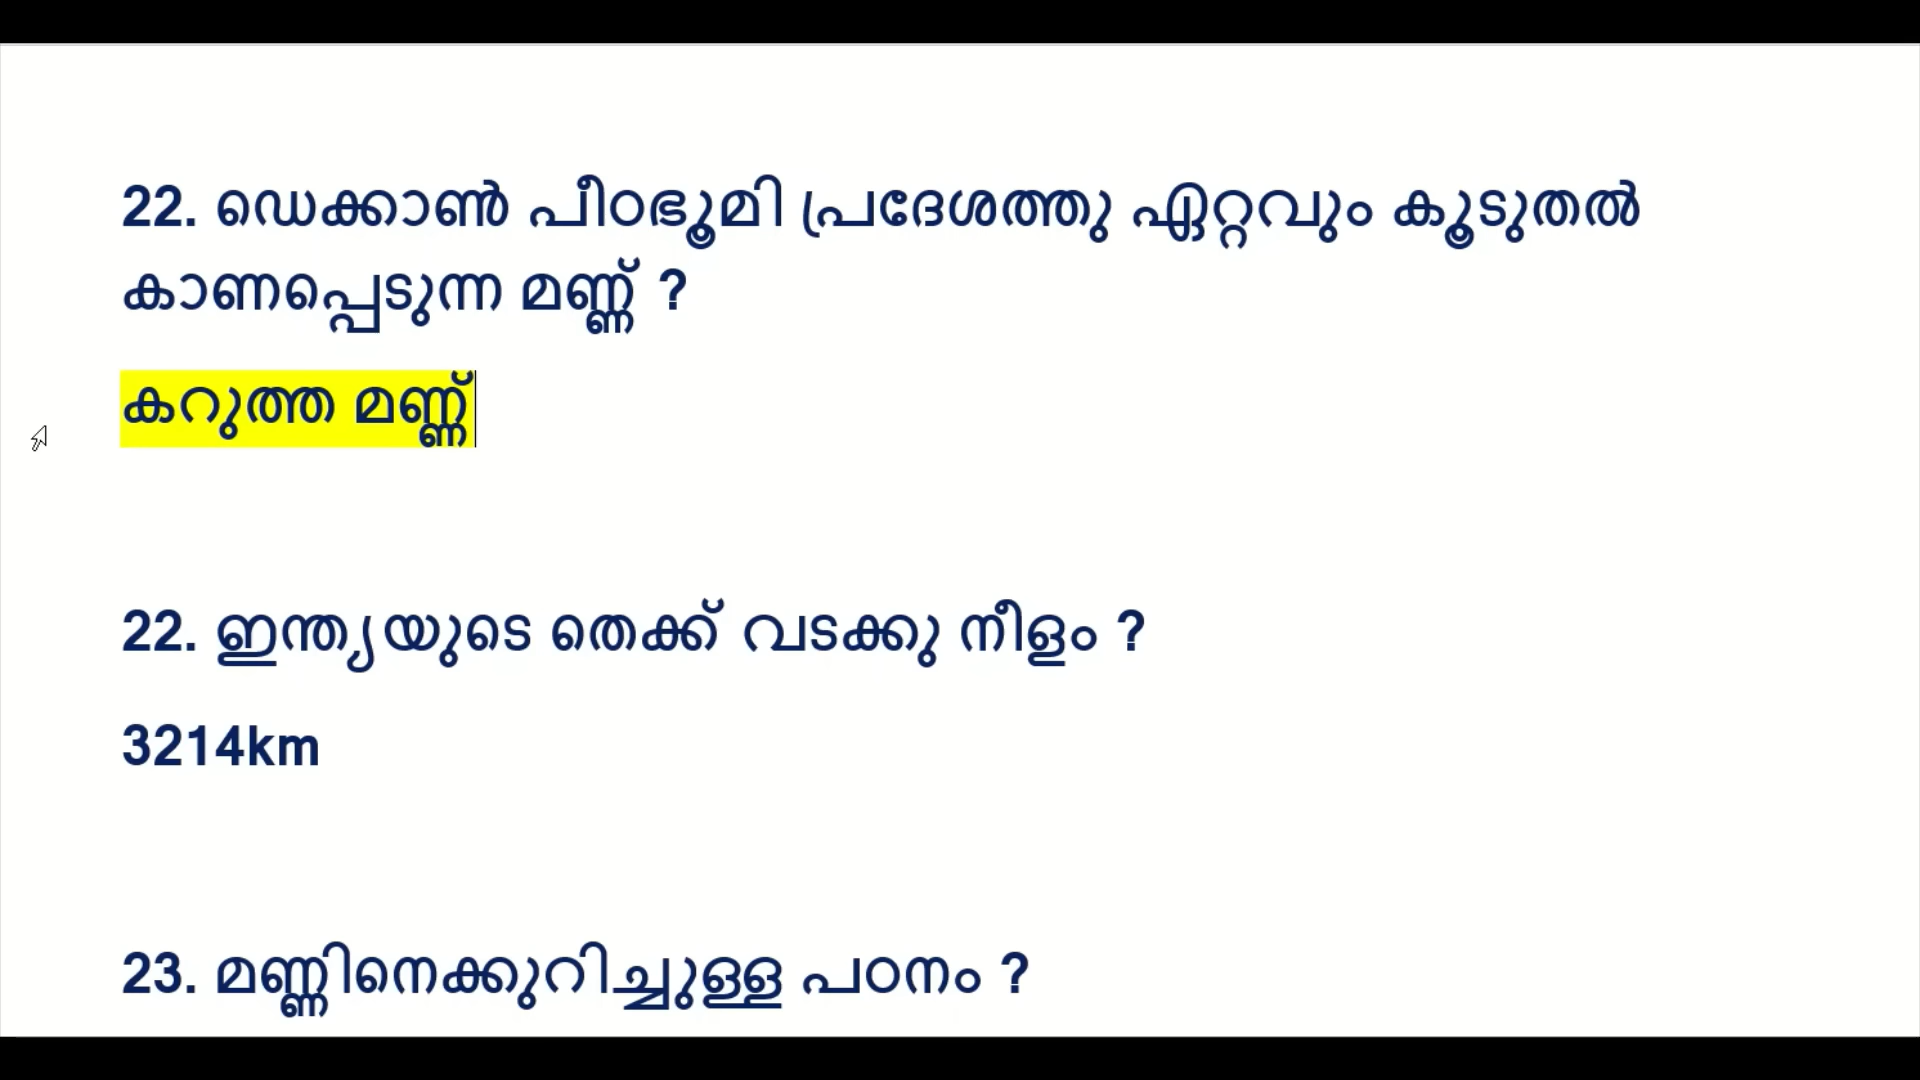 22. ഡെക്കാൺ പീഠഭൂമി പ്രദേശത്തു ഏറ്റവും കൂടുതൽ
കാണപ്പെടുന്ന മണ്ണ് ?
കറുത്ത മണ്ണ്
22. ഇന്ത്യയുടെ തെക്ക് വടക്കു നീളം ?
3214km
23. മണ്ണിനെക്കുറിച്ചുള്ള പഠനം ?